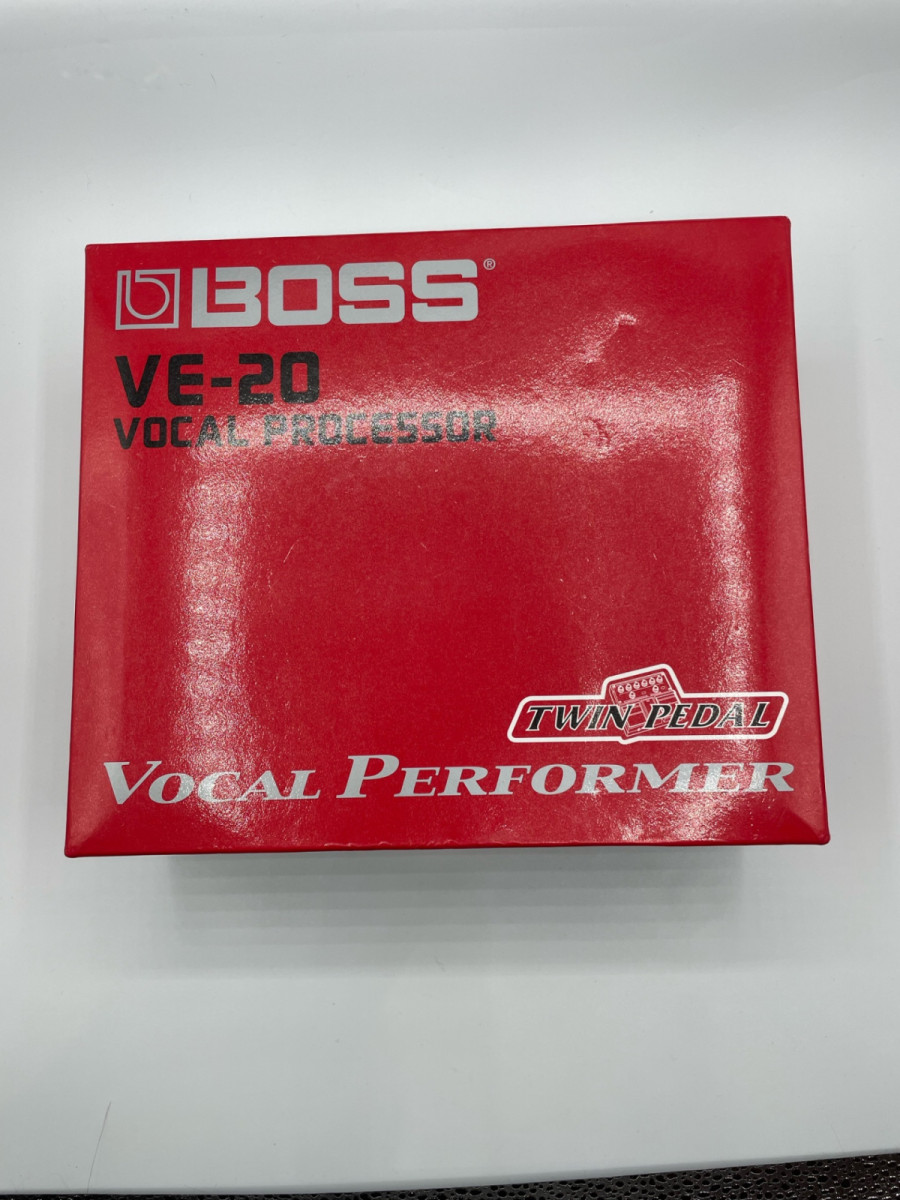 BOSS®
VE-20
VOCAL PROCESSOR
TWIN PEDAL
VOCAL PERFORMER